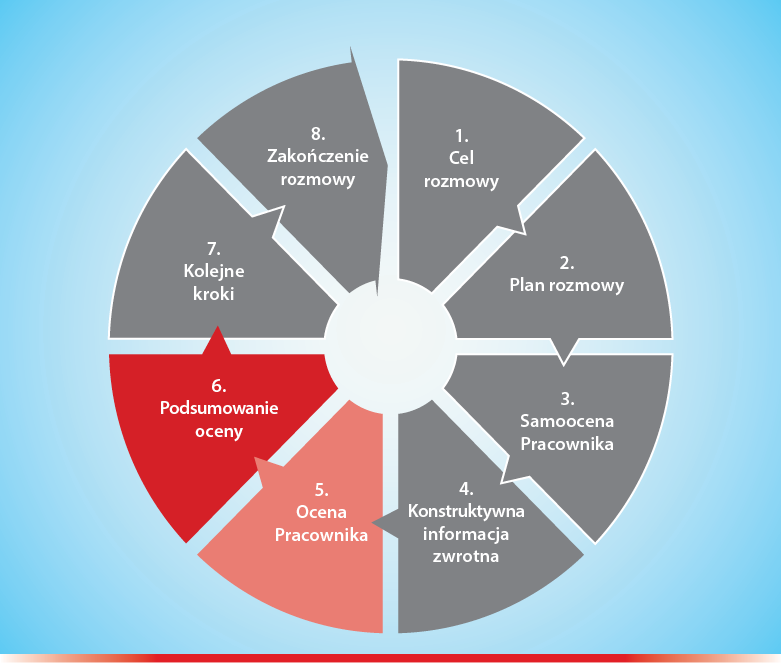 1.
Cel
rozmowy
2.
Plan rozmowy
3.
Samoocena
Pracownika
4.
Konstruktywna
informacja
zwrotna
5.
Ocena
Pracownika
6.
Podsumowanie
oceny
7.
Kolejne
kroki
8.
Zakończenie
rozmowy